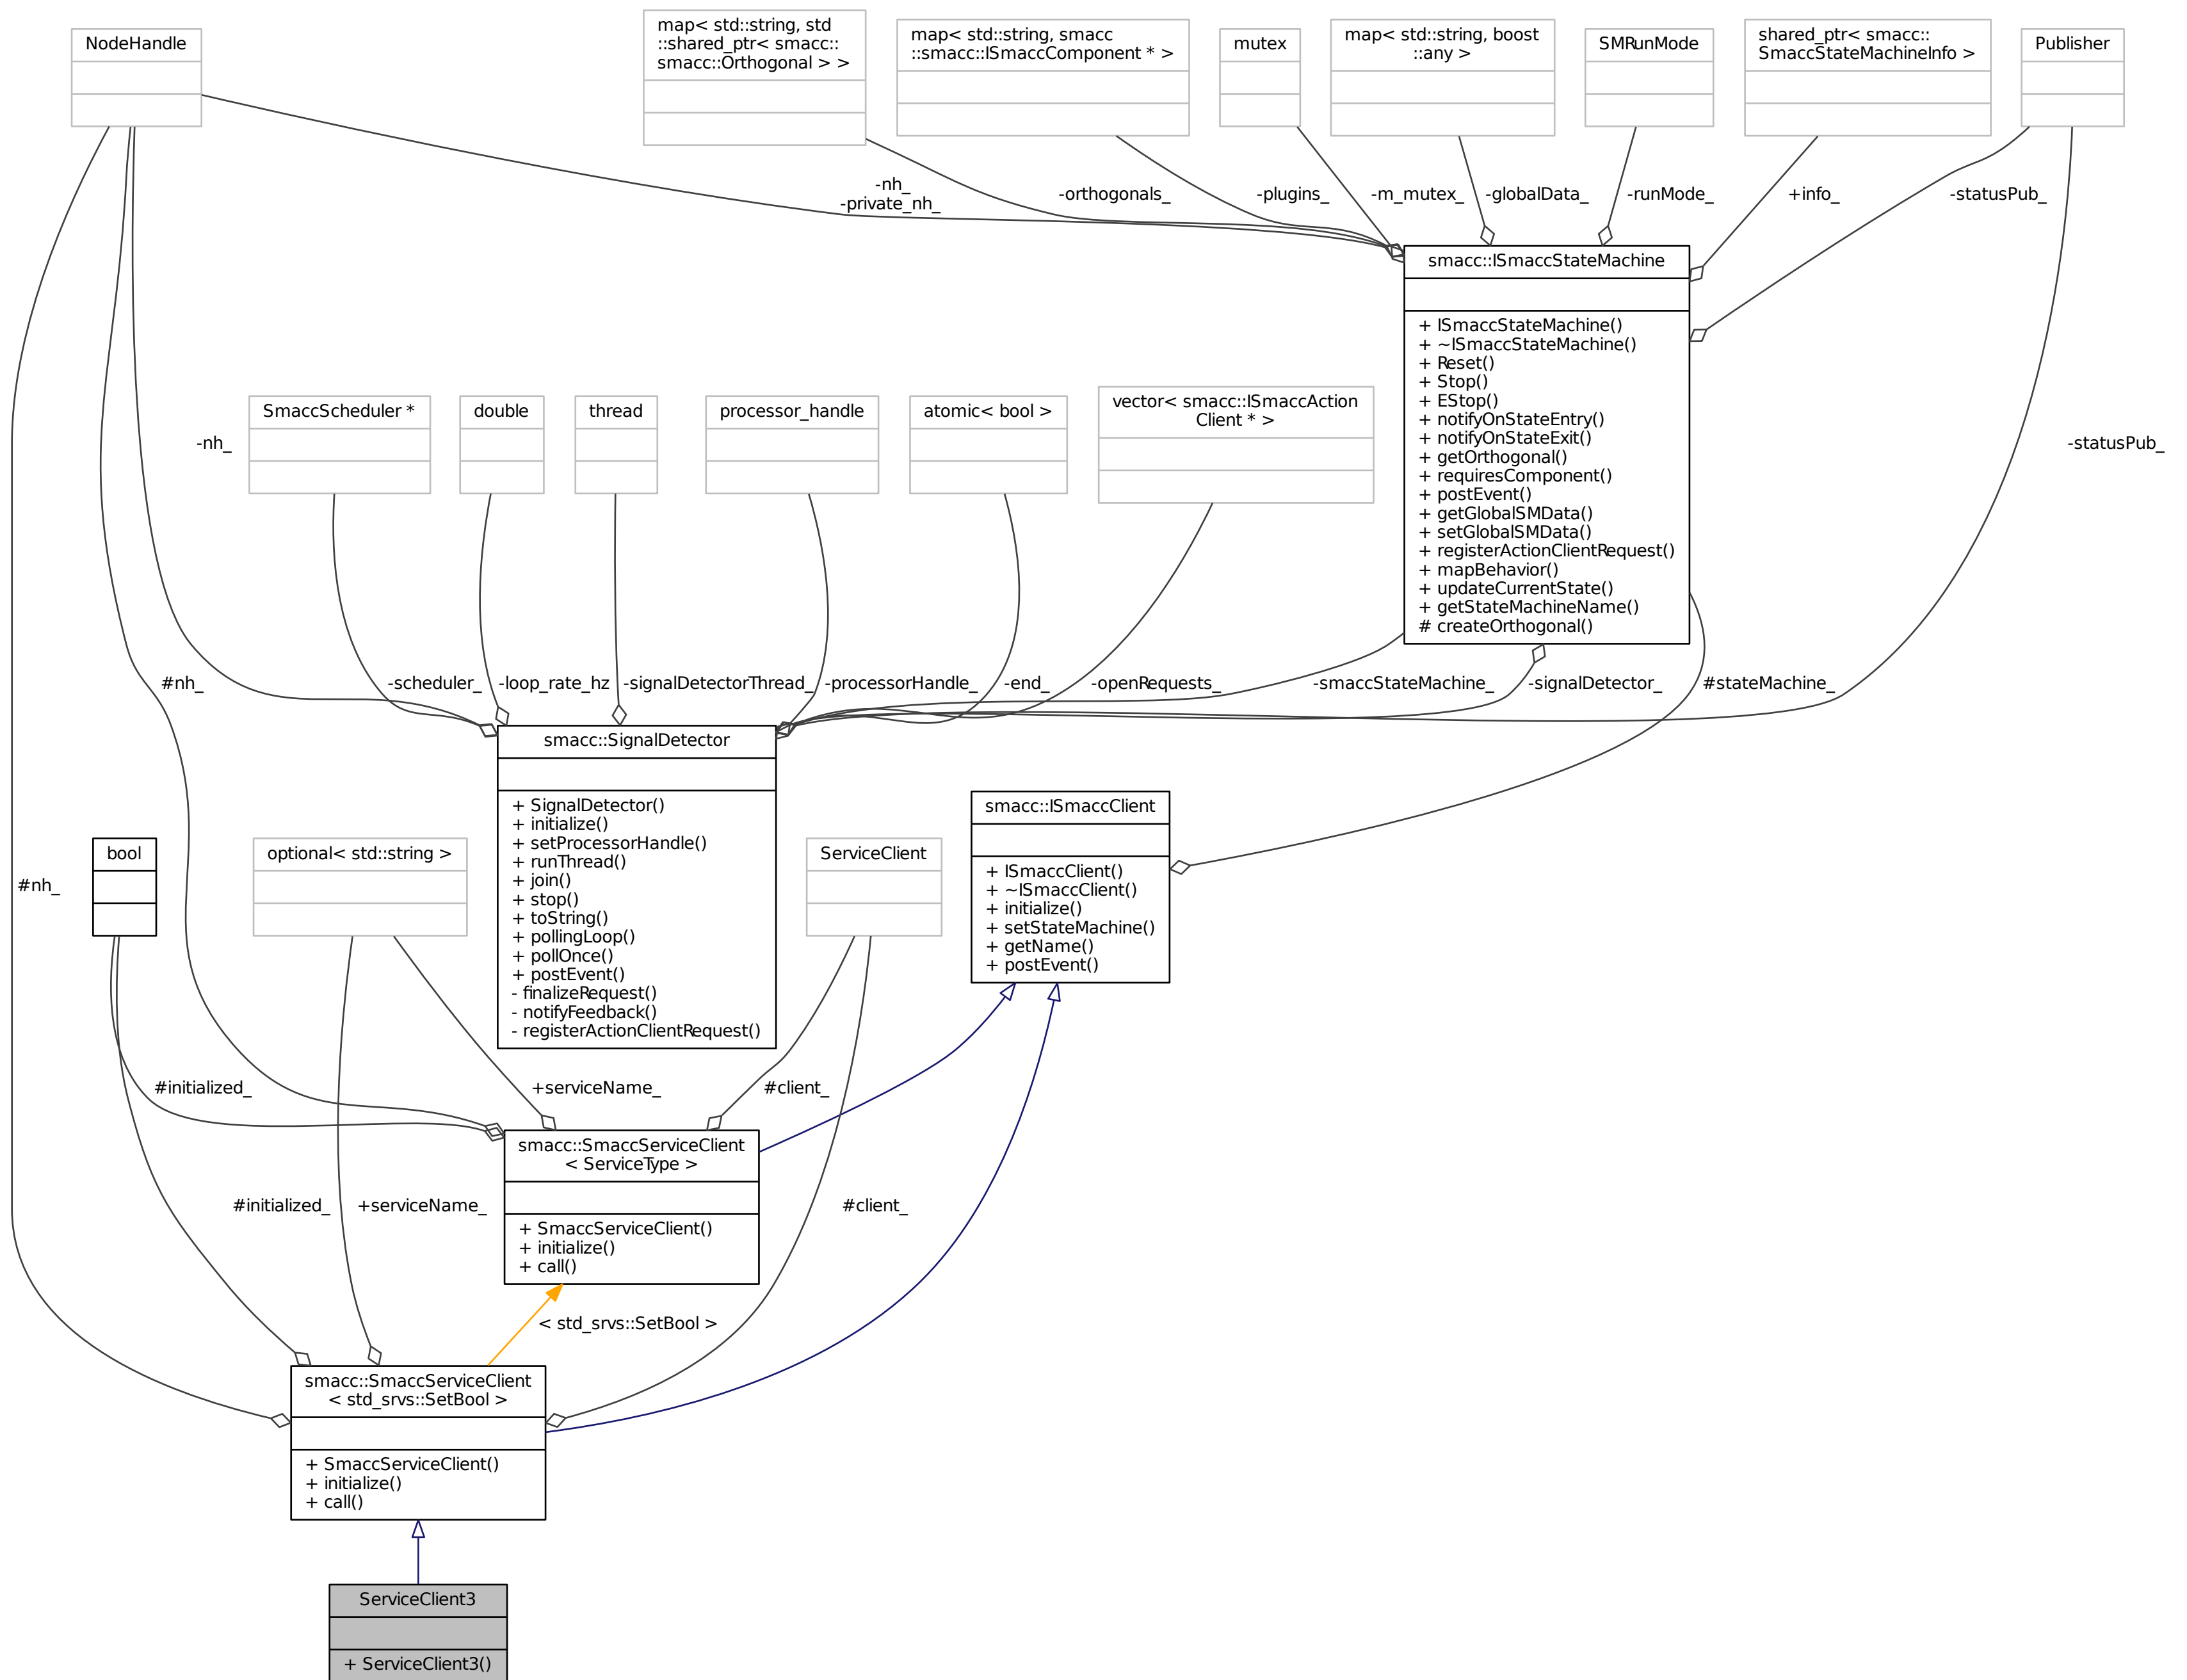 NodeHandle
map< std::string, std
::shared_ptr< smacc::
smacc::Orthogonal > >
map< std::string, smacc
::smacc::ISmaccComponent * >
mutex
map< std::string, boost
::any >
SMRunMode
shared_ptr< smacc::
SmaccStateMachineInfo >
Publisher
-nh_
-private_nh_
-orthogonals_
-plugins_
-m_mutex_
-globalData_
-runMode_
+info_
-statusPub_
smacc::ISmaccStateMachine
+ ISmaccStateMachine()
+ ~ISmaccStateMachine()
+ Reset()
+ Stop()
+ EStop()
+ notifyOnStateEntry()
+ notifyOnStateExit()
+ getOrthogonal()
+ requiresComponent()
+ postEvent()
+ getGlobalSMData()
+ setGlobalSMData()
+ registerActionClientRequest()
+ mapBehavior()
+ updateCurrentState()
+ getStateMachineName()
# createOrthogonal()
-nh_
SmaccScheduler *
double
thread
processor_handle
atomic< bool >
vector< smacc::ISmaccAction
Client * >
-statusPub_
#nh_
-scheduler_
-loop_rate_hz
-signalDetectorThread_
-processorHandle_
-end_
-openRequests_
-smaccStateMachine_
-signalDetector_
#stateMachine_
smacc::SignalDetector
+ SignalDetector()
+ initialize()
+ setProcessorHandle()
+ runThread()
+ join()
+ stop()
+ toString()
+ pollingLoop()
+ pollOnce()
+ postEvent()
- finalizeRequest()
- notifyFeedback()
- registerActionClientRequest()
smacc::ISmaccClient
+ ISmaccClient()
+ ~ISmaccClient()
+ initialize()
+ setStateMachine()
+ getName()
+ postEvent()
#nh_
bool
optional< std::string >
ServiceClient
#initialized_
+serviceName_
#client_
smacc::SmaccServiceClient
< ServiceType >
+ SmaccServiceClient()
+ initialize()
+ call()
#initialized_
+serviceName_
#client_
< std_srvs::SetBool >
smacc::SmaccServiceClient
< std_srvs::SetBool >
+ SmaccServiceClient()
+ initialize()
+ call()
ServiceClient3
+ ServiceClient3()